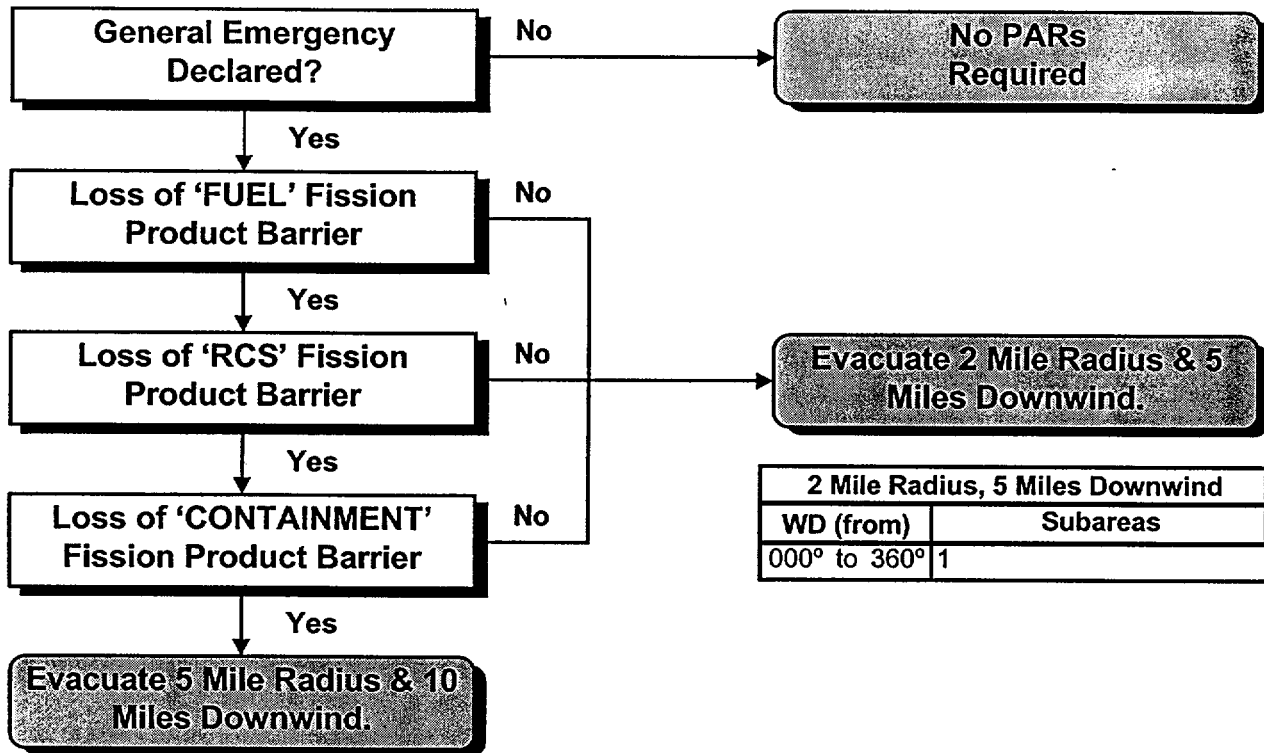 General Emergency
Declared?
No
No PARs
Required
Yes
Loss of ‘FUEL’ Fission
Product Barrier
No
Yes
Loss of ‘RCS’ Fission
Product Barrier
No
Evacuate 2 Mile Radius & 5
Miles Downwind.
Yes
Loss of ‘CONTAINMENT’
Fission Product Barrier
No
2 Mile Radius, 5 Miles Downwind
WD (from) Subareas
000º to 360º 1
Yes
Evacuate 5 Mile Radius & 10
Miles Downwind.